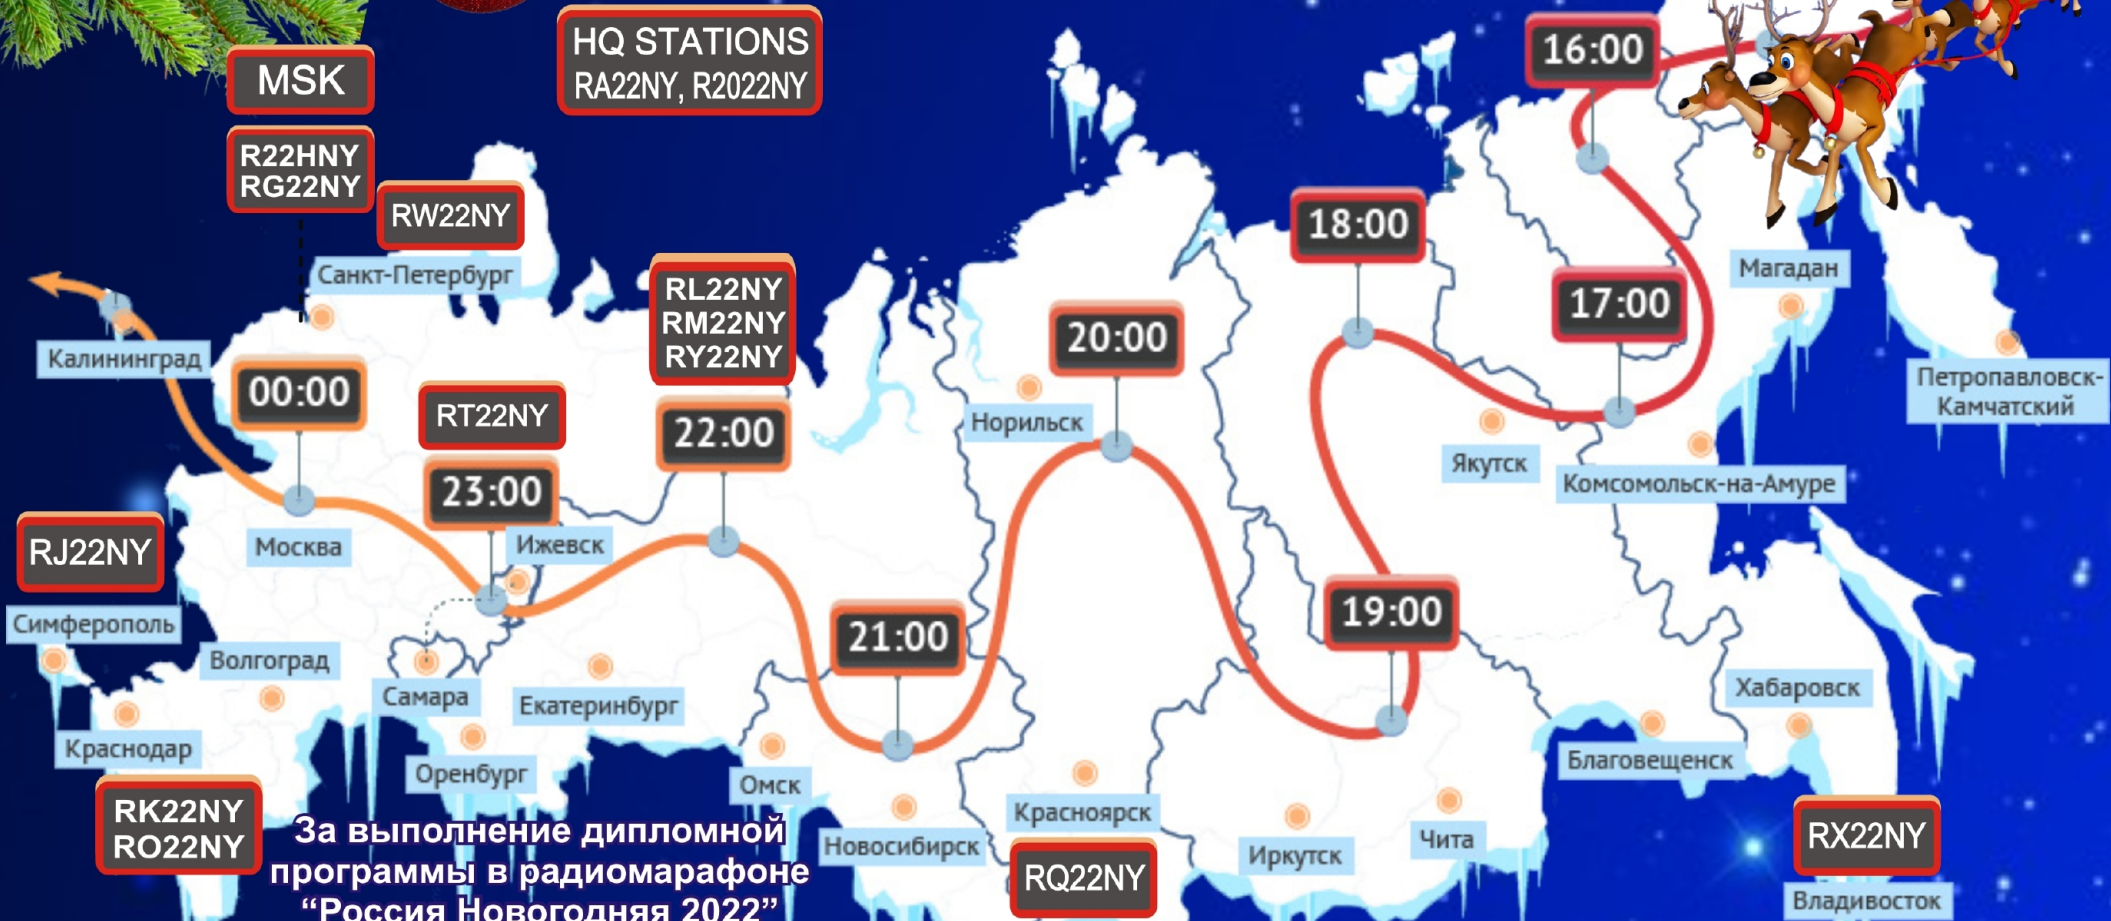 MSK
HQ STATIONS
RA22NY, R2022NY
16:00
R22HNY
RG22NY
RW22NY
18:00
Санкт-Петербург
RL22NY
RM22NY
RY22NY
17:00
Магадан
20:00
Калининград
00:00
RT22NY
22:00
Норильск
Петропавловск-
Камчатский
23:00
Якутск
Комсомольск-на-Амуре
RJ22NY
Москва
Ижевск
Симферополь
21:00
19:00
Волгоград
Самара
Екатеринбург
Хабаровск
Краснодар
Оренбург
Омск
Благовещенск
RK22NY
RO22NY
За выполнение дипломной
программы в радиомарафоне
“Россия Новогодняя 2022”
Новосибирск
Красноярск
RQ22NY
Иркутск
Чита
RX22NY
Владивосток